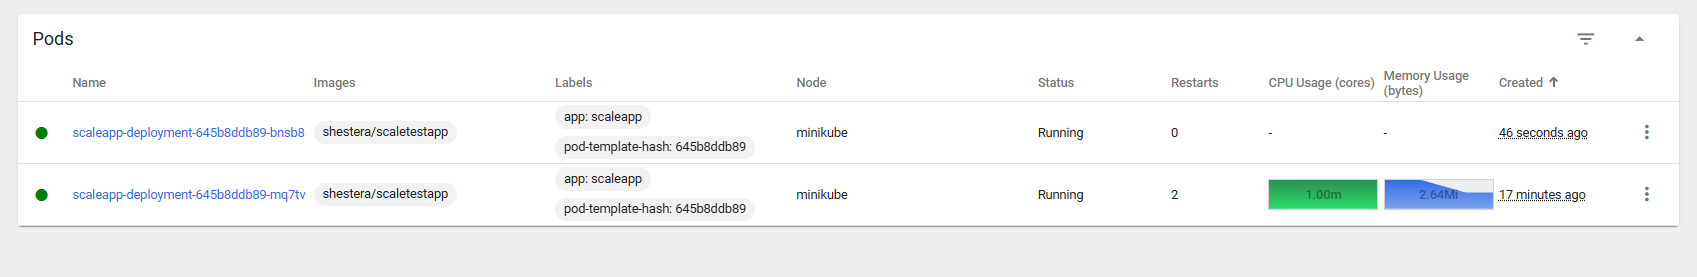 Pods
Name Images Labels Node Status Restarts CPU Usage (cores) Memory Usage (bytes) Created ↑
scaleapp-deployment-645b8ddb89-bnsb8 shestera/scaletestapp app: scaleapp minikube Running 0 - - 46 seconds ago
pod-template-hash: 645b8ddb89
scaleapp-deployment-645b8ddb89-mq7tv shestera/scaletestapp app: scaleapp minikube Running 2 1.00m 2.64Mi 17 minutes ago
pod-template-hash: 645b8ddb89